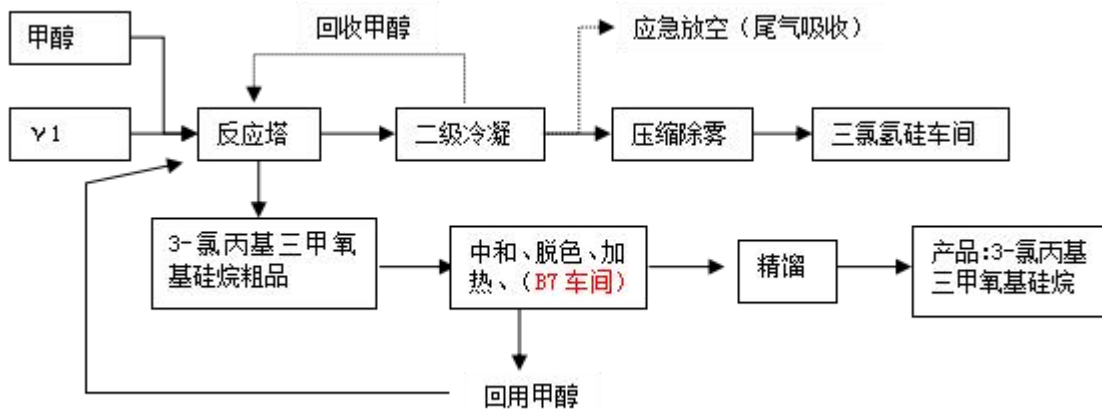 甲醇
回收甲醇
应急放空（尾气吸收）
γ1
反应塔
二级冷凝
压缩除雾
三氯氢硅车间
3-氯丙基三甲氧
基硅烷粗品
中和、脱色、加
热、（B7 车间）
精馏
产品:3-氯丙基
三甲氧基硅烷
回用甲醇